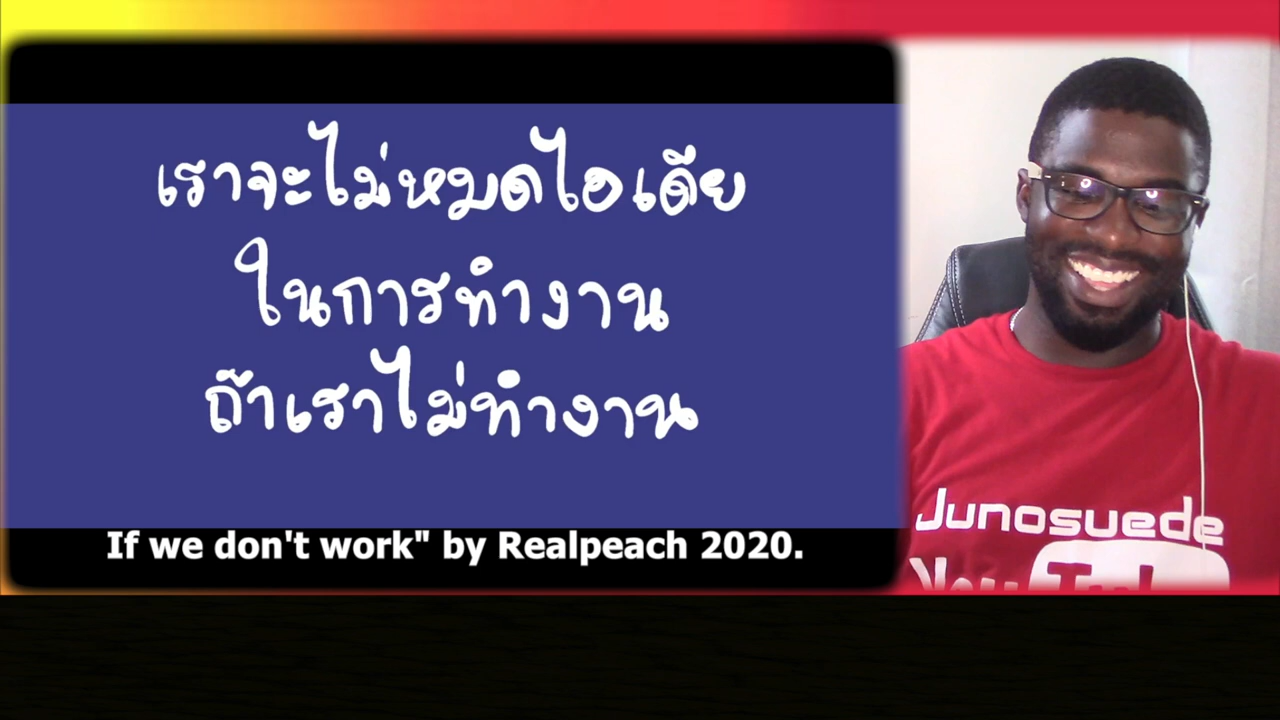 เราจะไม่หมดไอเดีย
ในการทำงาน
ถ้าเราไม่ทำงาน
If we don't work" by Realpeach 2020.
Junosuede
You